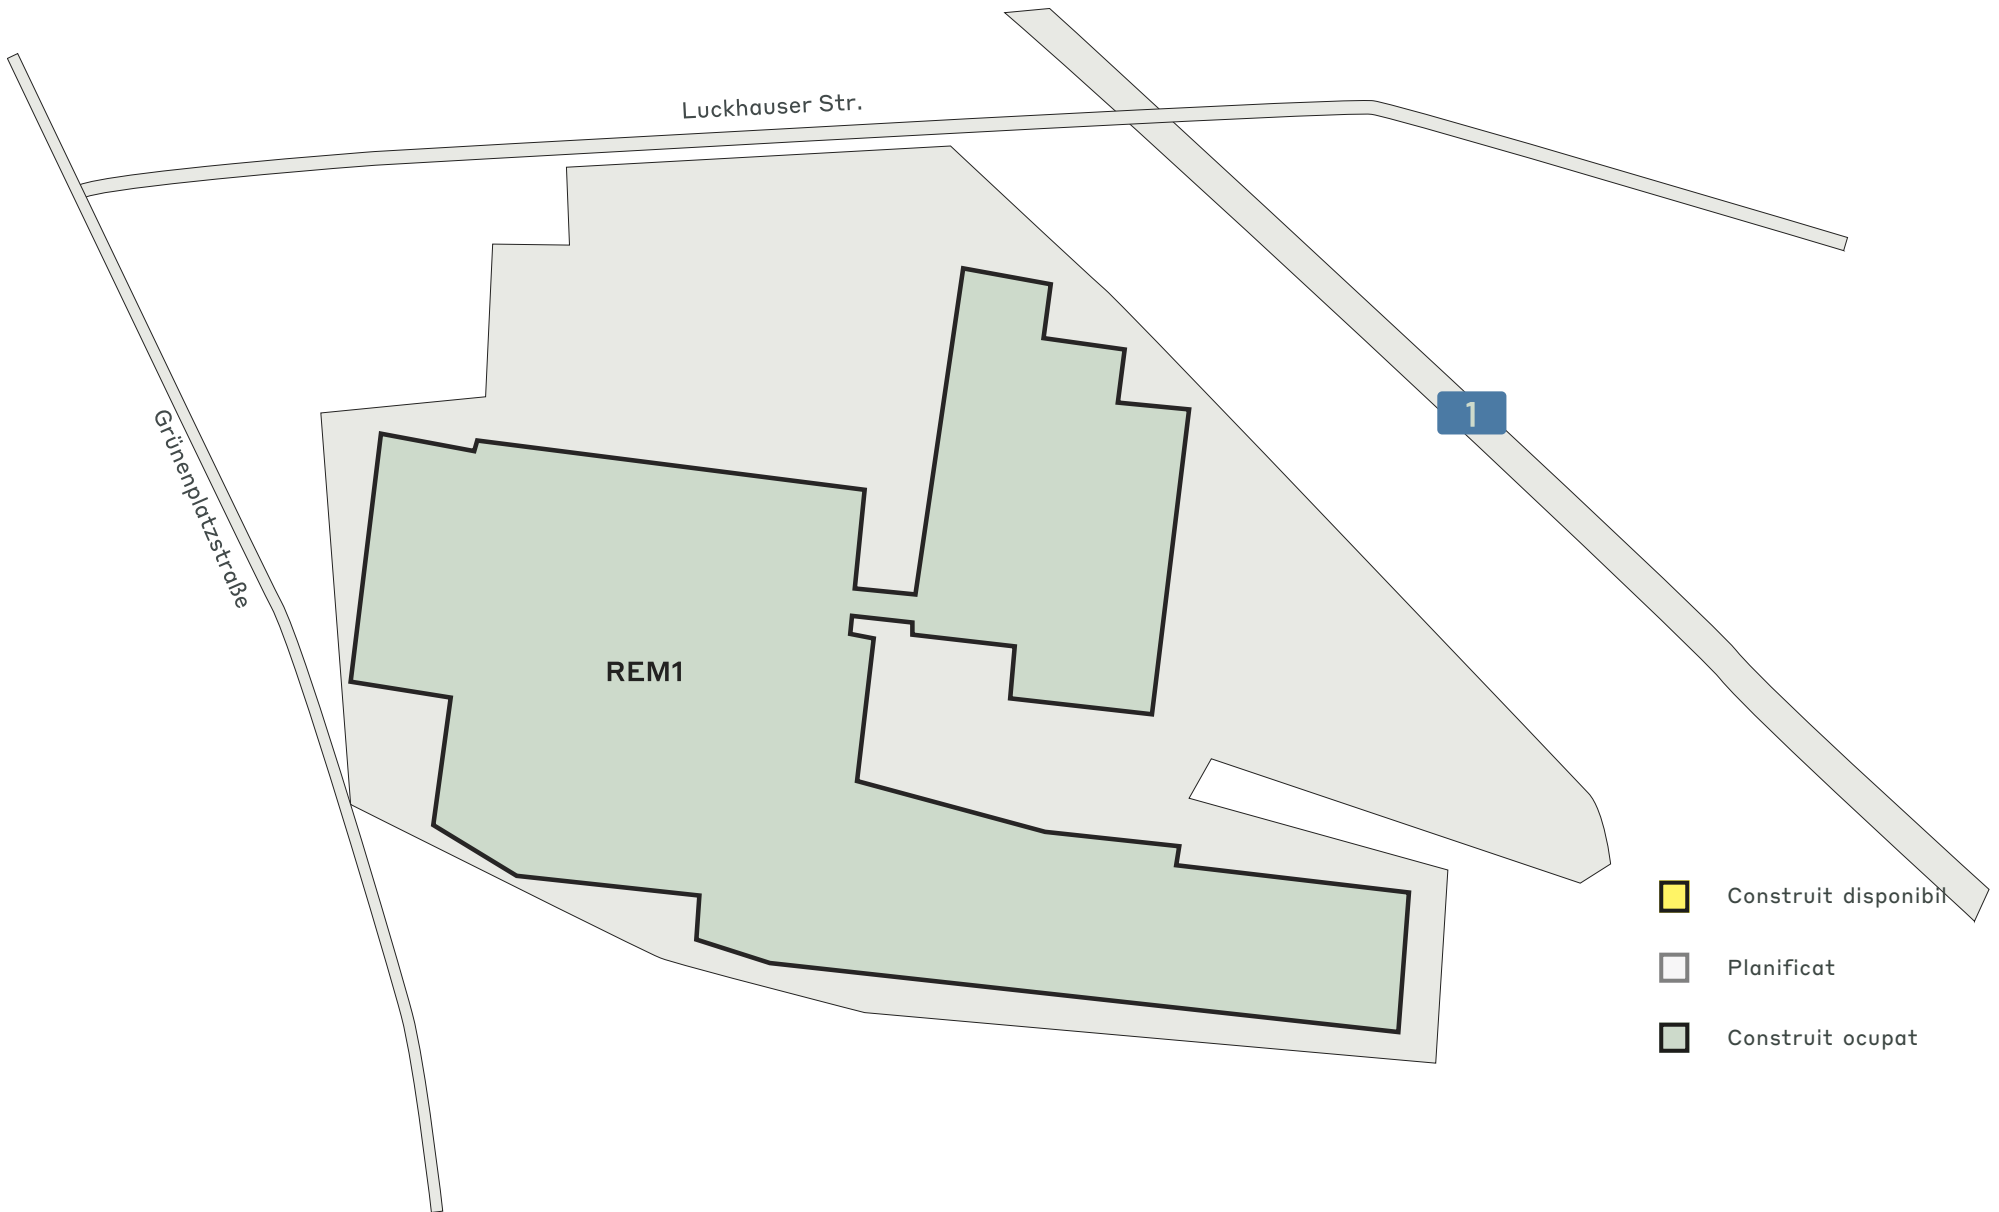 Luckhauser Str.
Grünenplatzstraße
1
REM1
Construit disponibil
Planificat
Construit ocupat